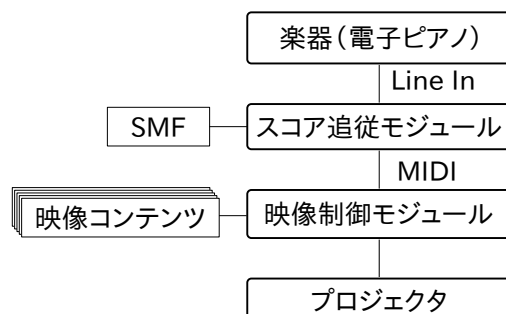 楽器（電子ピアノ）
Line In
SMF
スコア追従モジュール
MIDI
映像コンテンツ
映像制御モジュール
プロジェクタ